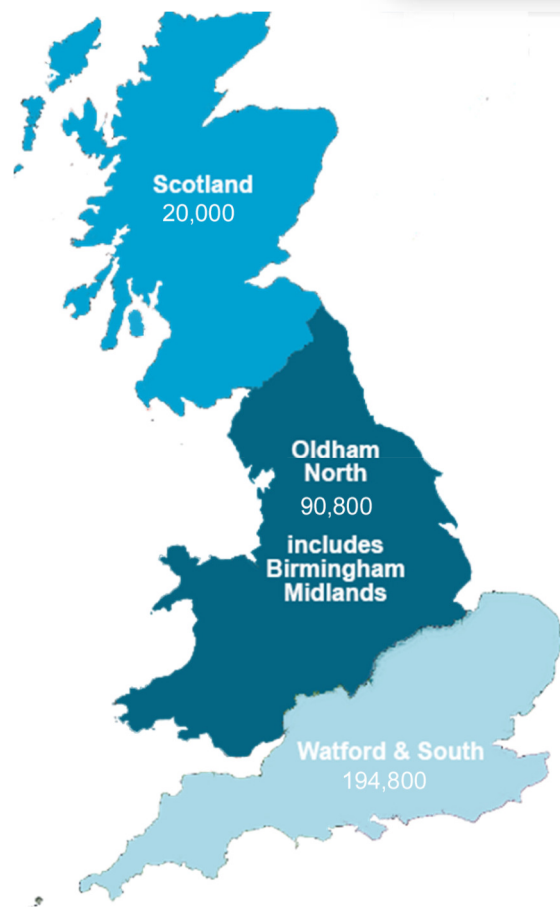 Scotland
20,000
Oldham
North
90,800
includes
Birmingham
Midlands
Watford & South
194,800